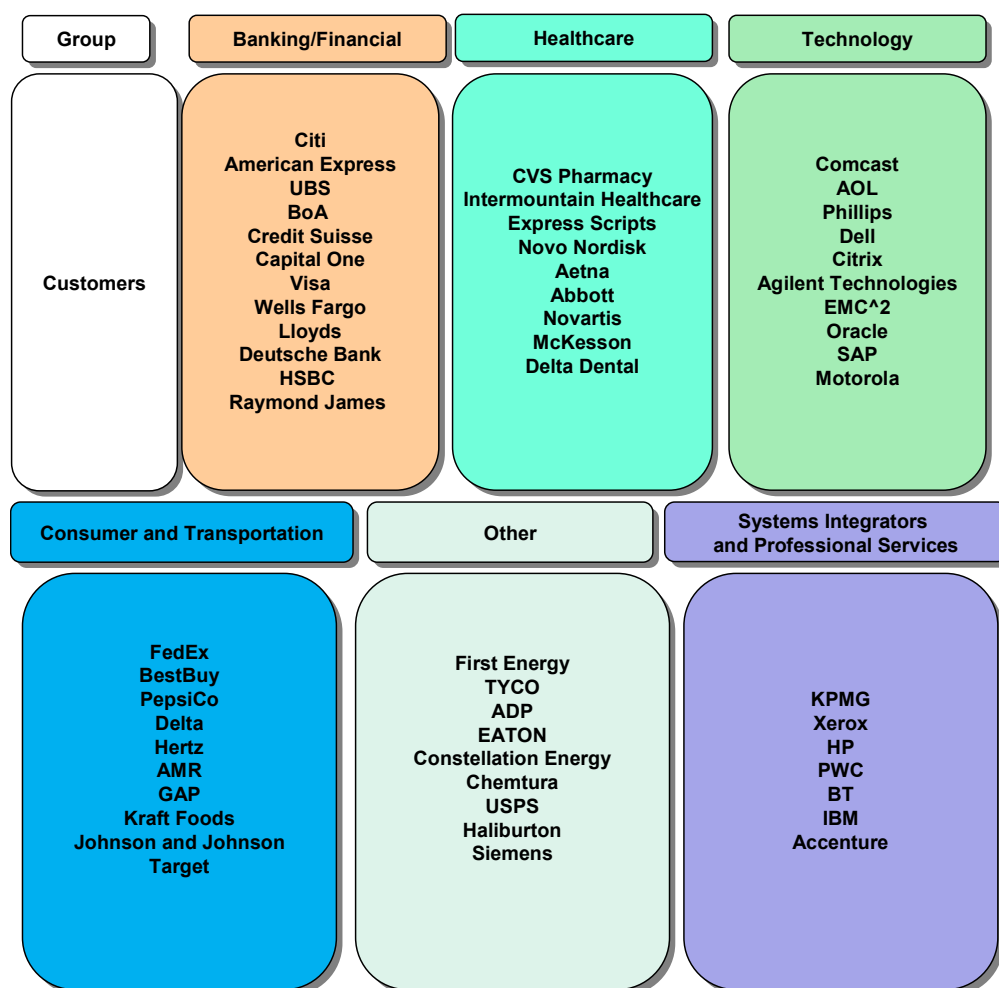 Group
Banking/Financial
Healthcare
Technology
Customers
Citi
American Express
UBS
BoA
Credit Suisse
Capital One
Visa
Wells Fargo
Lloyds
Deutsche Bank
HSBC
Raymond James
CVS Pharmacy
Intermountain Healthcare
Express Scripts
Novo Nordisk
Aetna
Abbott
Novartis
McKesson
Delta Dental
Comcast
AOL
Phillips
Dell
Citrix
Agilent Technologies
EMC^2
Oracle
SAP
Motorola
Consumer and Transportation
Other
Systems Integrators
and Professional Services
FedEx
BestBuy
PepsiCo
Delta
Hertz
AMR
GAP
Kraft Foods
Johnson and Johnson
Target
First Energy
TYCO
ADP
EATON
Constellation Energy
Chemtura
USPS
Haliburton
Siemens
KPMG
Xerox
HP
PWC
BT
IBM
Accenture